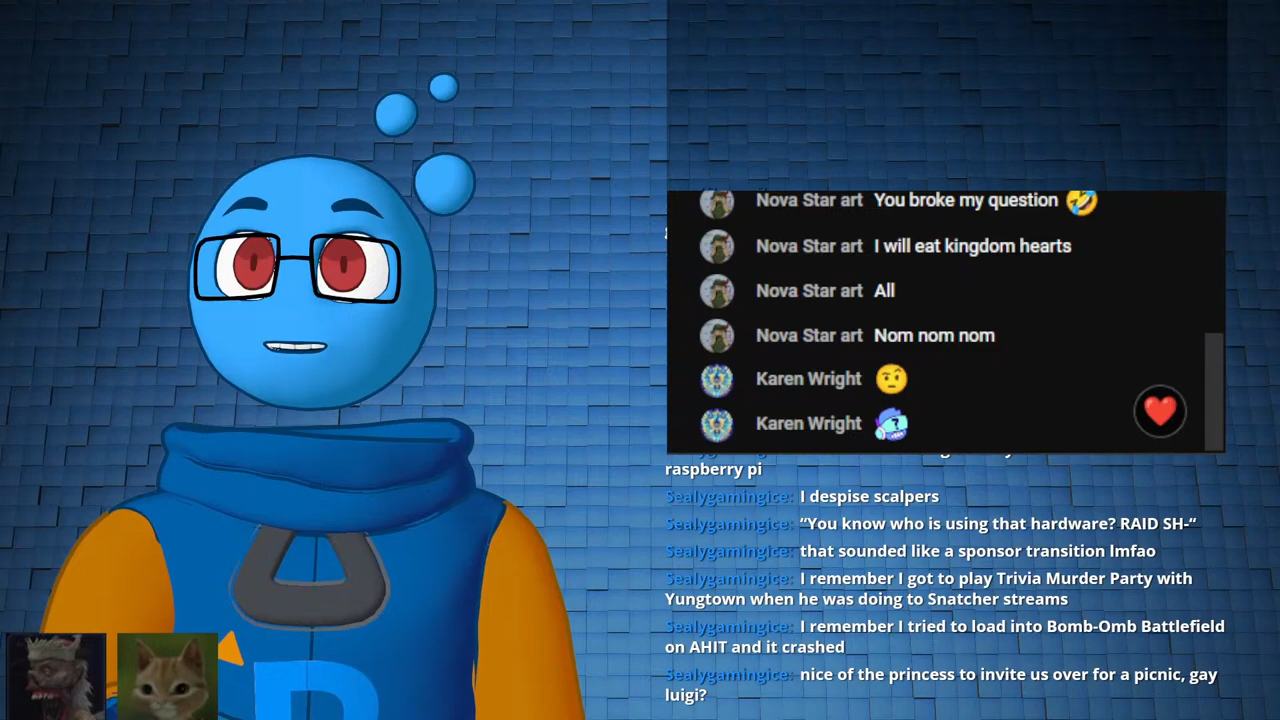 Nova Star art You broke my question 🤣
Nova Star art I will eat kingdom hearts
Nova Star art All
Nova Star art Nom nom nom
Karen Wright 🤨
Karen Wright
raspberry pi
Sealygamingice: I despise scalpers
Sealygamingice: “You know who is using that hardware? RAID SH-“
Sealygamingice: that sounded like a sponsor transition lmfao
Sealygamingice: I remember I got to play Trivia Murder Party with
Yungtown when he was doing to Snatcher streams
Sealygamingice: I remember I tried to load into Bomb-Omb Battlefield
on AHIT and it crashed
Sealygamingice: nice of the princess to invite us over for a picnic, gay
luigi?